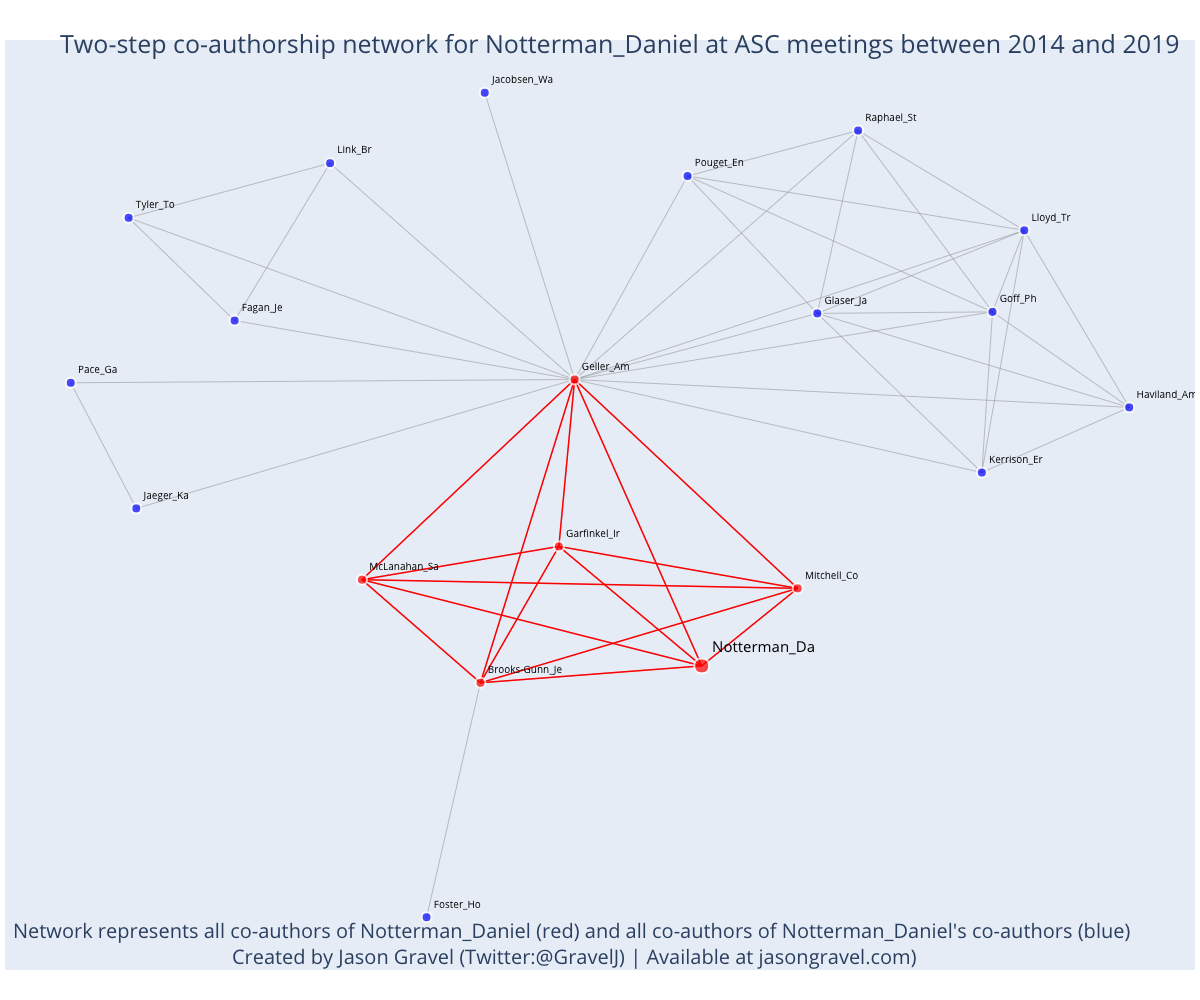 Two-step co-authorship network for Notterman_Daniel at ASC meetings between 2014 and 2019
Jacobsen_Wa
Raphael_St
Link_Br
Pouget_En
Tyler_To
Lloyd_Tr
Glaser_Ja
Goff_Ph
Fagan_Je
Geller_Am
Pace_Ga
Haviland_Am
Kerrison_Er
Jaeger_Ka
Garfinkel_Ir
McLanahan_Sa
Mitchell_Co
Notterman_Da
Brooks-Gunn_Je
Foster_Ho
Network represents all co-authors of Notterman_Daniel (red) and all co-authors of Notterman_Daniel's co-authors (blue)
Created by Jason Gravel (Twitter:@GravelJ) | Available at jasongravel.com)